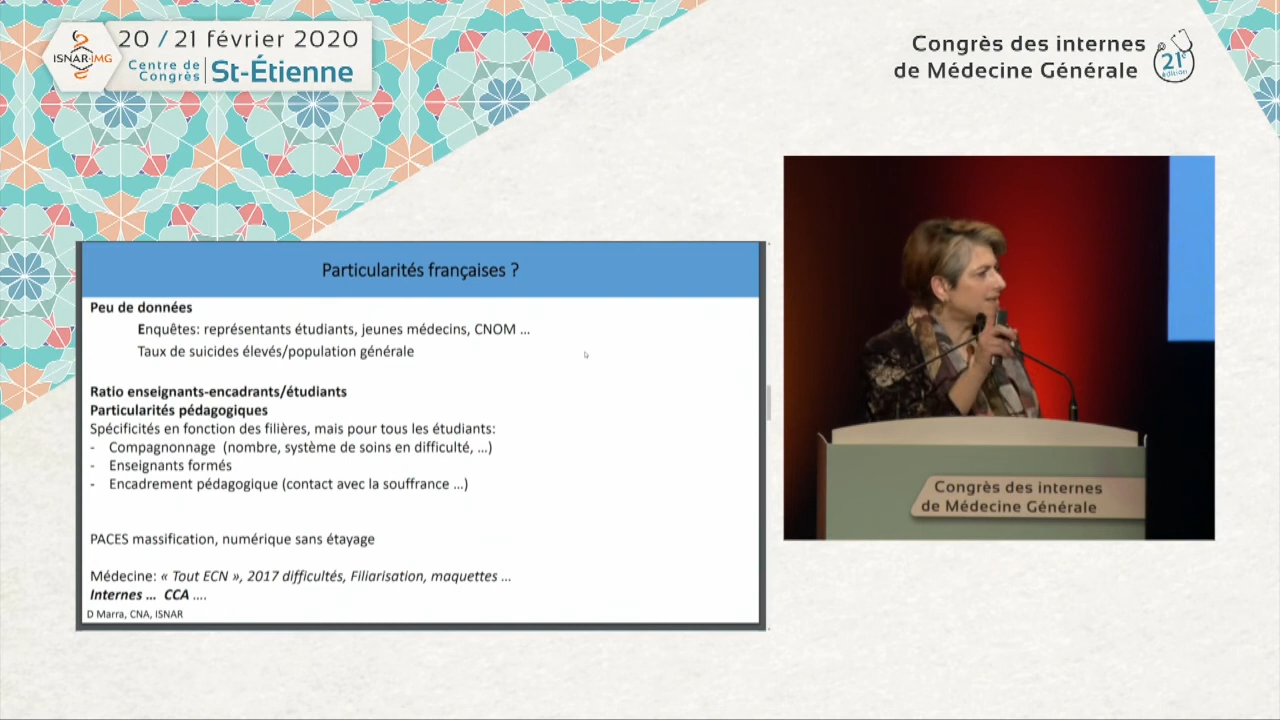 ISNAR-IMG
20 / 21 février 2020
Centre de
Congrès
St-Étienne
Congrès des internes
de Médecine Générale
21e
édition
Particularités françaises ?
Peu de données
Enquêtes: représentants étudiants, jeunes médecins, CNOM ...
Taux de suicides élevés/population générale
Ratio enseignants-encadrants/étudiants
Particularités pédagogiques
Spécificités en fonction des filières, mais pour tous les étudiants:
- Compagnonnage (nombre, système de soins en difficulté, ...)
- Enseignants formés
- Encadrement pédagogique (contact avec la souffrance ...)
PACES massification, numérique sans étayage
Médecine: « Tout ECN », 2017 difficultés, Filiarisation, maquettes ...
Internes ... CCA ....
D Marra, CNA, ISNAR
Congrès des internes
de Médecine Générale